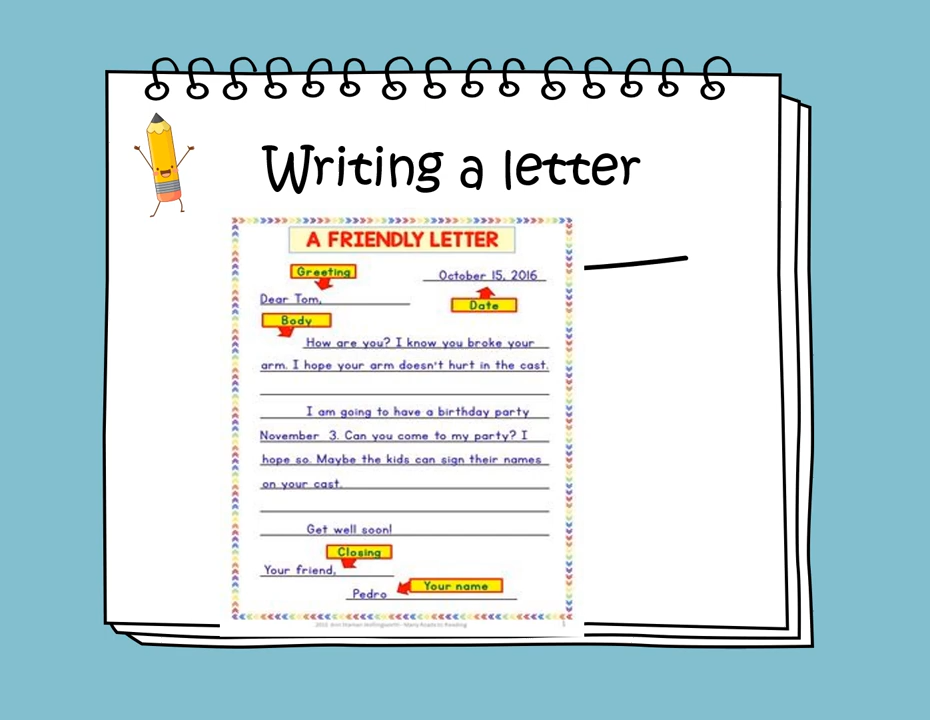 Writing a letter
A FRIENDLY LETTER
Greeting
October 15, 2016
Dear Tom,
Date
Body
How are you? I know you broke your
arm. I hope your arm doesn't hurt in the cast.
I am going to have a birthday party
November 3. Can you come to my party? I
hope so. Maybe the kids can sign their names
on your cast.
Get well soon!
Closing
Your friend,
Your name
Pedro